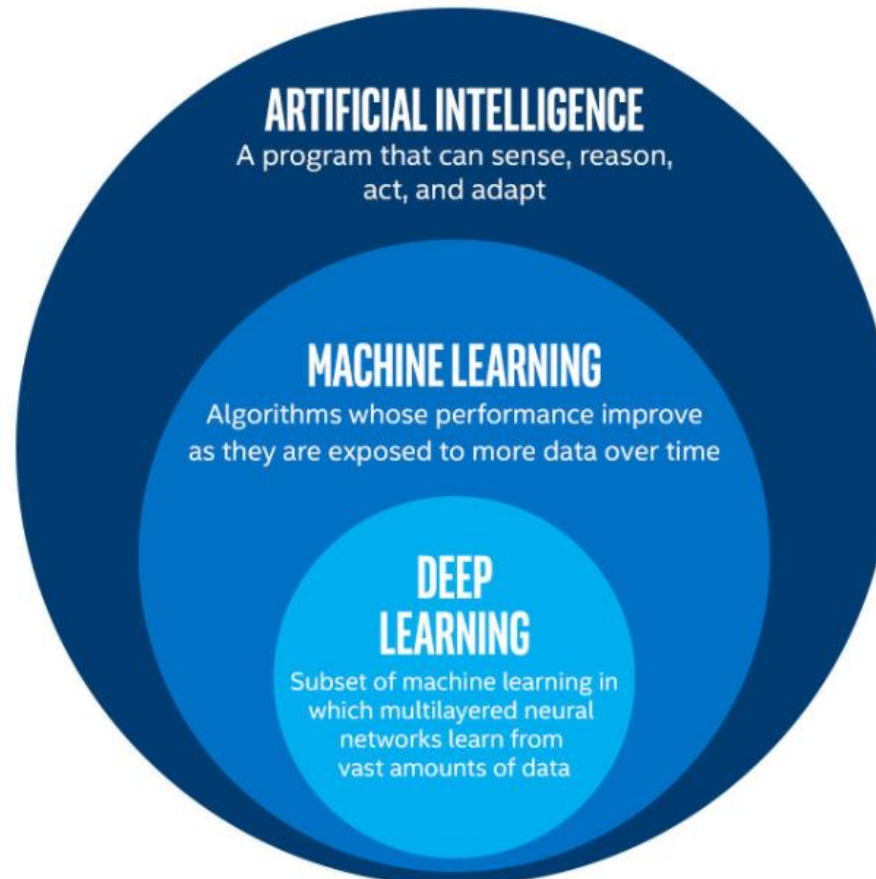 ARTIFICIAL INTELLIGENCE
A program that can sense, reason,
act, and adapt
MACHINE LEARNING
Algorithms whose performance improve
as they are exposed to more data over time
DEEP
LEARNING
Subset of machine learning in
which multilayered neural
networks learn from
vast amounts of data